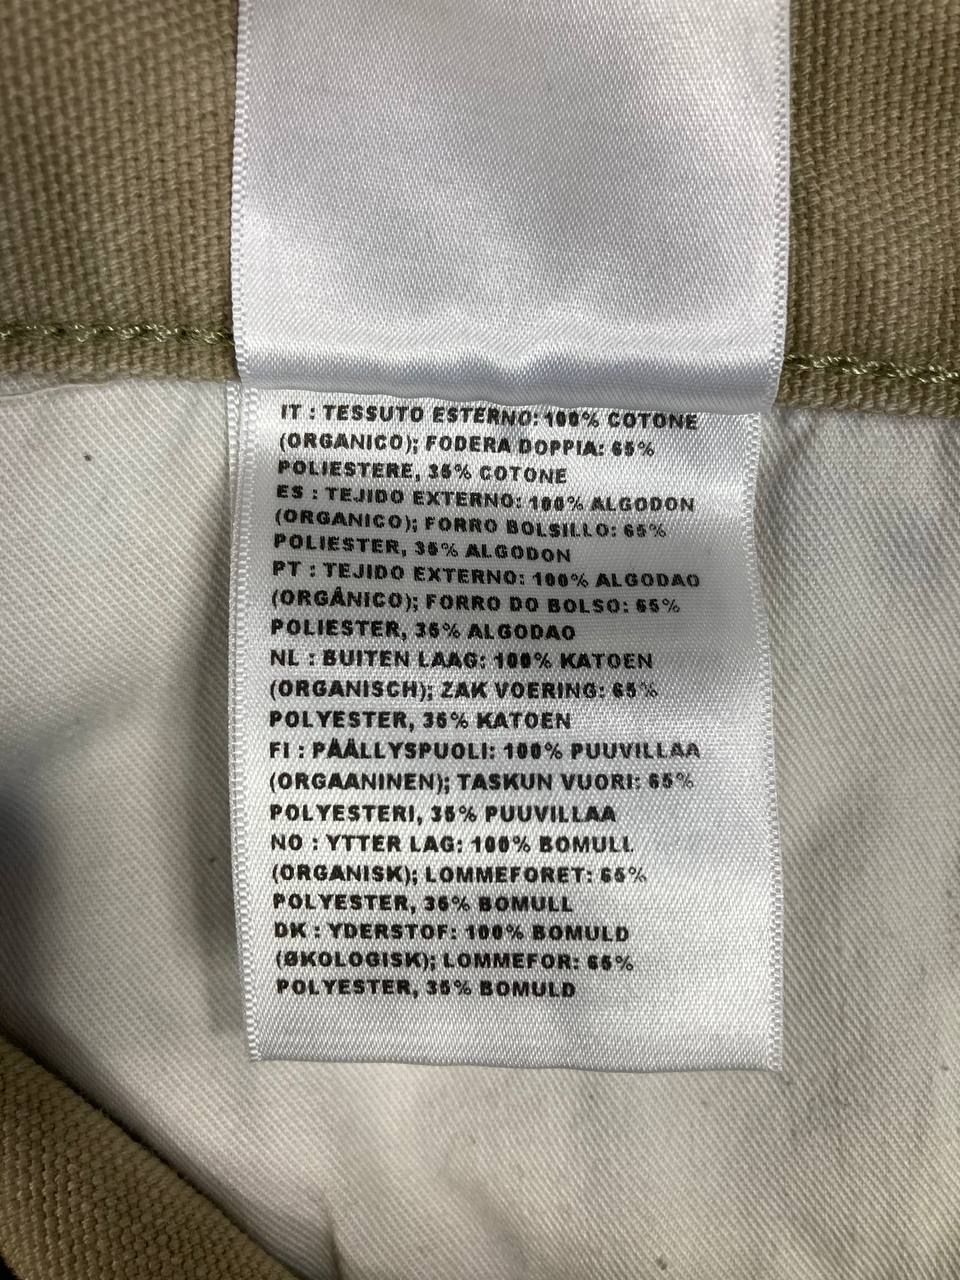 IT : TESSUTO ESTERNO: 100% COTONE
(ORGANICO); FODERA DOPPIA: 65%
POLIESTERE, 35% COTONE
ES : TEJIDO EXTERNO: 100% ALGODON
(ORGANICO); FORRO BOLSILLO: 65%
POLIESTER, 35% ALGODON
PT : TEJIDO EXTERNO: 100% ALGODAO
(ORGÂNICO); FORRO DO BOLSO: 65%
POLIESTER, 35% ALGODAO
NL : BUITEN LAAG: 100% KATOEN
(ORGANISCH); ZAK VOERING: 65%
POLYESTER, 35% KATOEN
FI : PÄÄLLYSPUOLI: 100% PUUVILLAA
(ORGAANINEN); TASKUN VUORI: 65%
POLYESTERI, 35% PUUVILLAA
NO : YTTER LAG: 100% BOMULL
(ORGANISK); LOMMEFORET: 65%
POLYESTER, 35% BOMULL
DK : YDERSTOF: 100% BOMULD
(ØKOLOGISK); LOMMEFOR: 65%
POLYESTER, 35% BOMULD